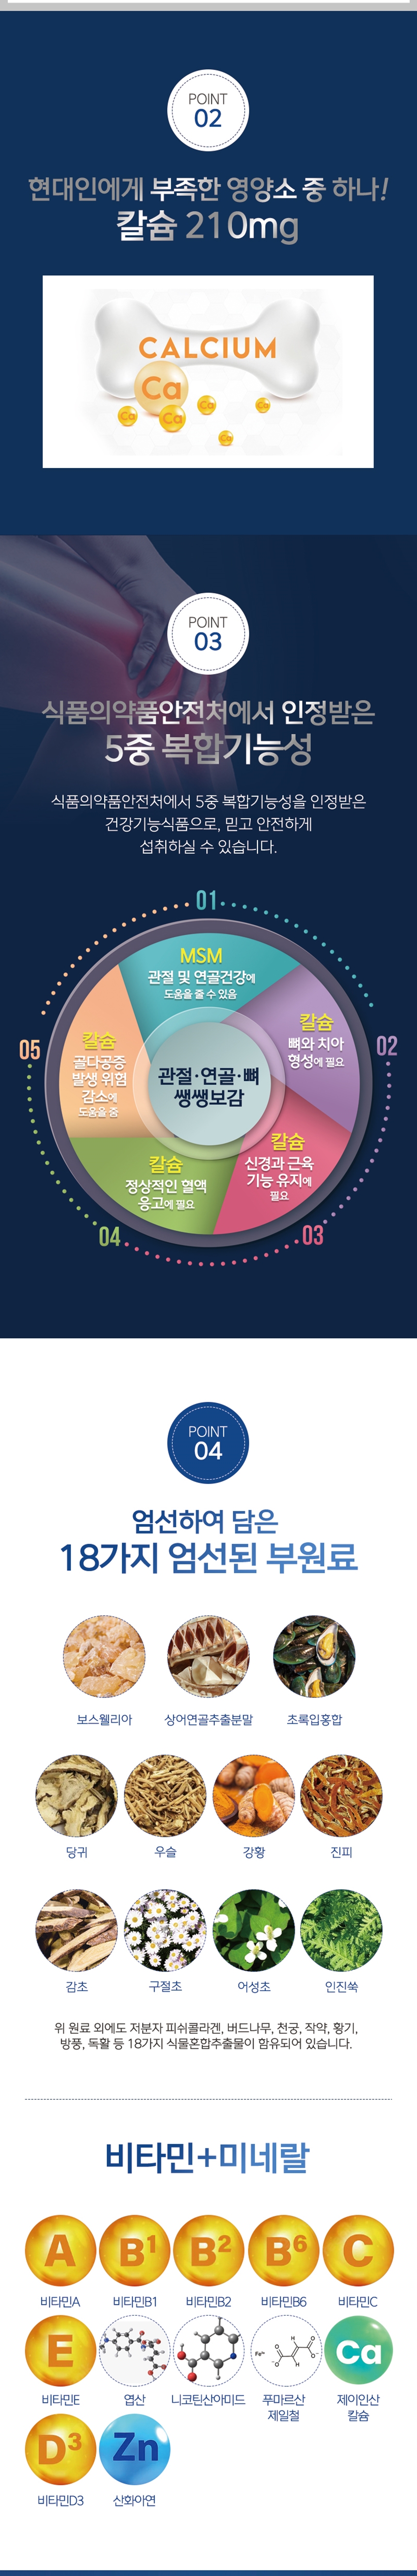 POINT
02
현대인에게 부족한 영양소 중 하나!
칼슘 210mg
CALCIUM
Ca
Ca
Ca
Ca
Ca
Ca
POINT
03
식품의약품안전처에서 인정받은
5중 복합기능성
식품의약품안전처에서 5중 복합기능성을 인정받은
건강기능식품으로, 믿고 안전하게
섭취하실 수 있습니다.
01
MSM
관절 및 연골건강에
도움을 줄 수 있음
02
칼슘
뼈와 치아
형성에 필요
03
칼슘
신경과 근육
기능 유지에
필요
04
칼슘
정상적인 혈액
응고에 필요
05
칼슘
골다공증
발생 위험
감소에
도움을 줌
관절·연골·뼈
쌩쌩보감
POINT
04
엄선하여 담은
18가지 엄선된 부원료
보스웰리아 상어연골추출분말 초록입홍합
당귀 우슬 강황 진피
감초 구절초 어성초 인진쑥
위 원료 외에도 저분자 피쉬콜라겐, 버드나무, 천궁, 작약, 황기,
방풍, 독활 등 18가지 식물혼합추출물이 함유되어 있습니다.
비타민+미네랄
A B1 B2 B6 C
비타민A 비타민B1 비타민B2 비타민B6 비타민C
E Ca
비타민E 엽산 니코틴산아미드 푸마르산 제이인산
제일철 칼슘
D3 Zn
비타민D3 산화아연